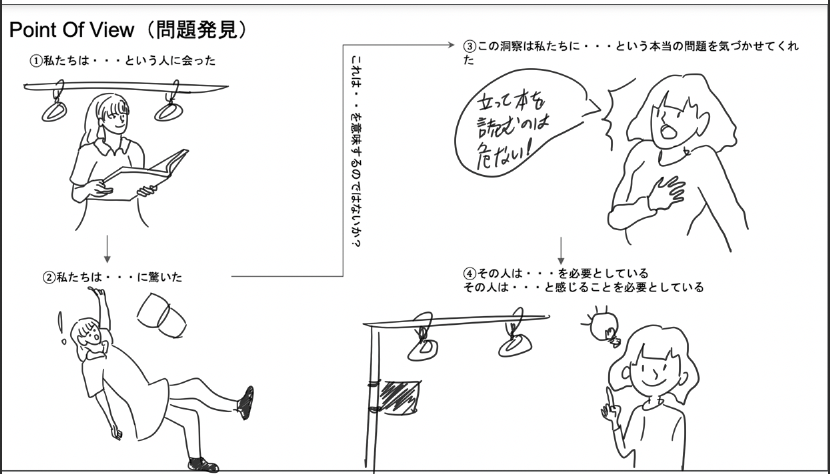 Point Of View（問題発見）
①私たちは・・・という人に会った
②私たちは・・・に驚いた
これは・・を意味するのではないか？
③この洞察は私たちに・・・という本当の問題を気づかせてくれ
た
立って本を
読むのは
危ない！
④その人は・・・を必要としている
その人は・・・と感じることを必要としている